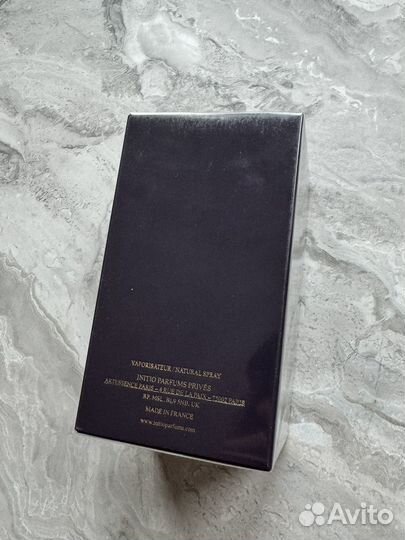 VAPORISATEUR / NATURAL SPRAY
INITIO PARFUMS PRIVÉS
ARTESSENCE PARIS – 4 RUE DE LA PAIX – 75002 PARIS
RP. MSL. BL9 5NB. UK
MADE IN FRANCE
www.initioparfums.com
Avito